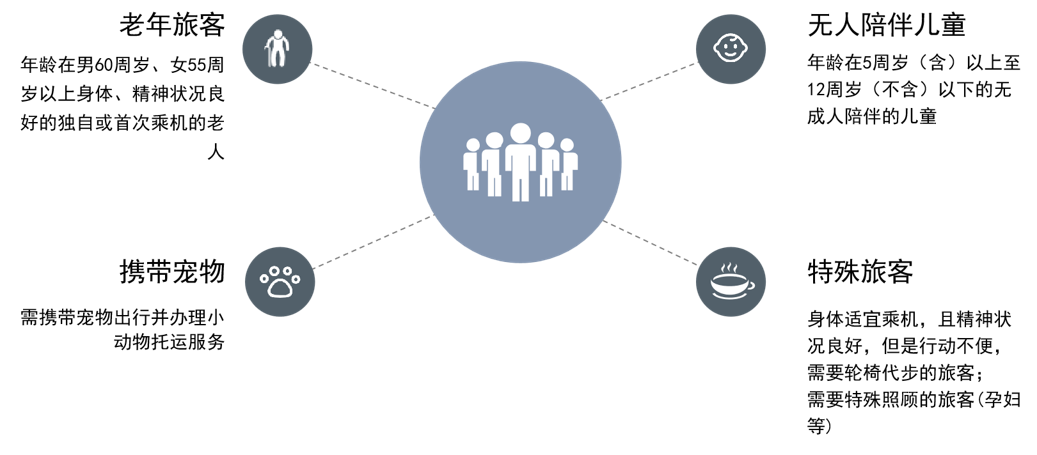 老年旅客
年龄在男60周岁、女55周
岁以上身体、精神状况良
好的独自或首次乘机的老
人
无人陪伴儿童
年龄在5周岁（含）以上至
12周岁（不含）以下的无
成人陪伴的儿童
携带宠物
需携带宠物出行并办理小
动物托运服务
特殊旅客
身体适宜乘机，且精神状
况良好，但是行动不便，
需要轮椅代步的旅客；
需要特殊照顾的旅客(孕妇
等)